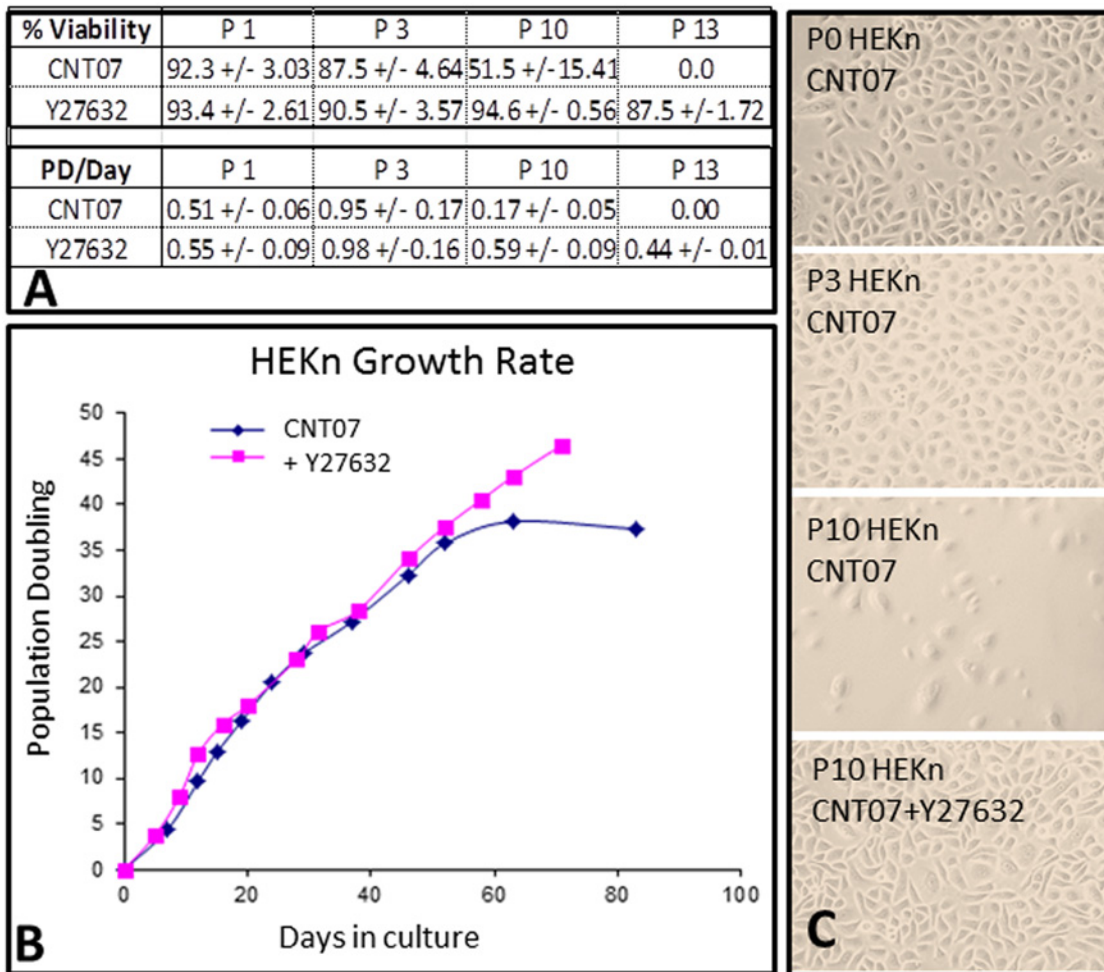 % Viability P 1 P 3 P 10 P 13
CNT07 92.3 +/- 3.03 87.5 +/- 4.64 51.5 +/-15.41 0.0
Y27632 93.4 +/- 2.61 90.5 +/- 3.57 94.6 +/- 0.56 87.5 +/-1.72
PD/Day P 1 P 3 P 10 P 13
CNT07 0.51 +/- 0.06 0.95 +/- 0.17 0.17 +/- 0.05 0.00
Y27632 0.55 +/- 0.09 0.98 +/-0.16 0.59 +/- 0.09 0.44 +/- 0.01
A
HEKn Growth Rate
CNT07
+ Y27632
Population Doubling
50
45
40
35
30
25
20
15
10
5
0
0 20 40 60 80 100
Days in culture
B
P0 HEKn
CNT07
P3 HEKn
CNT07
P10 HEKn
CNT07
P10 HEKn
CNT07+Y27632
C